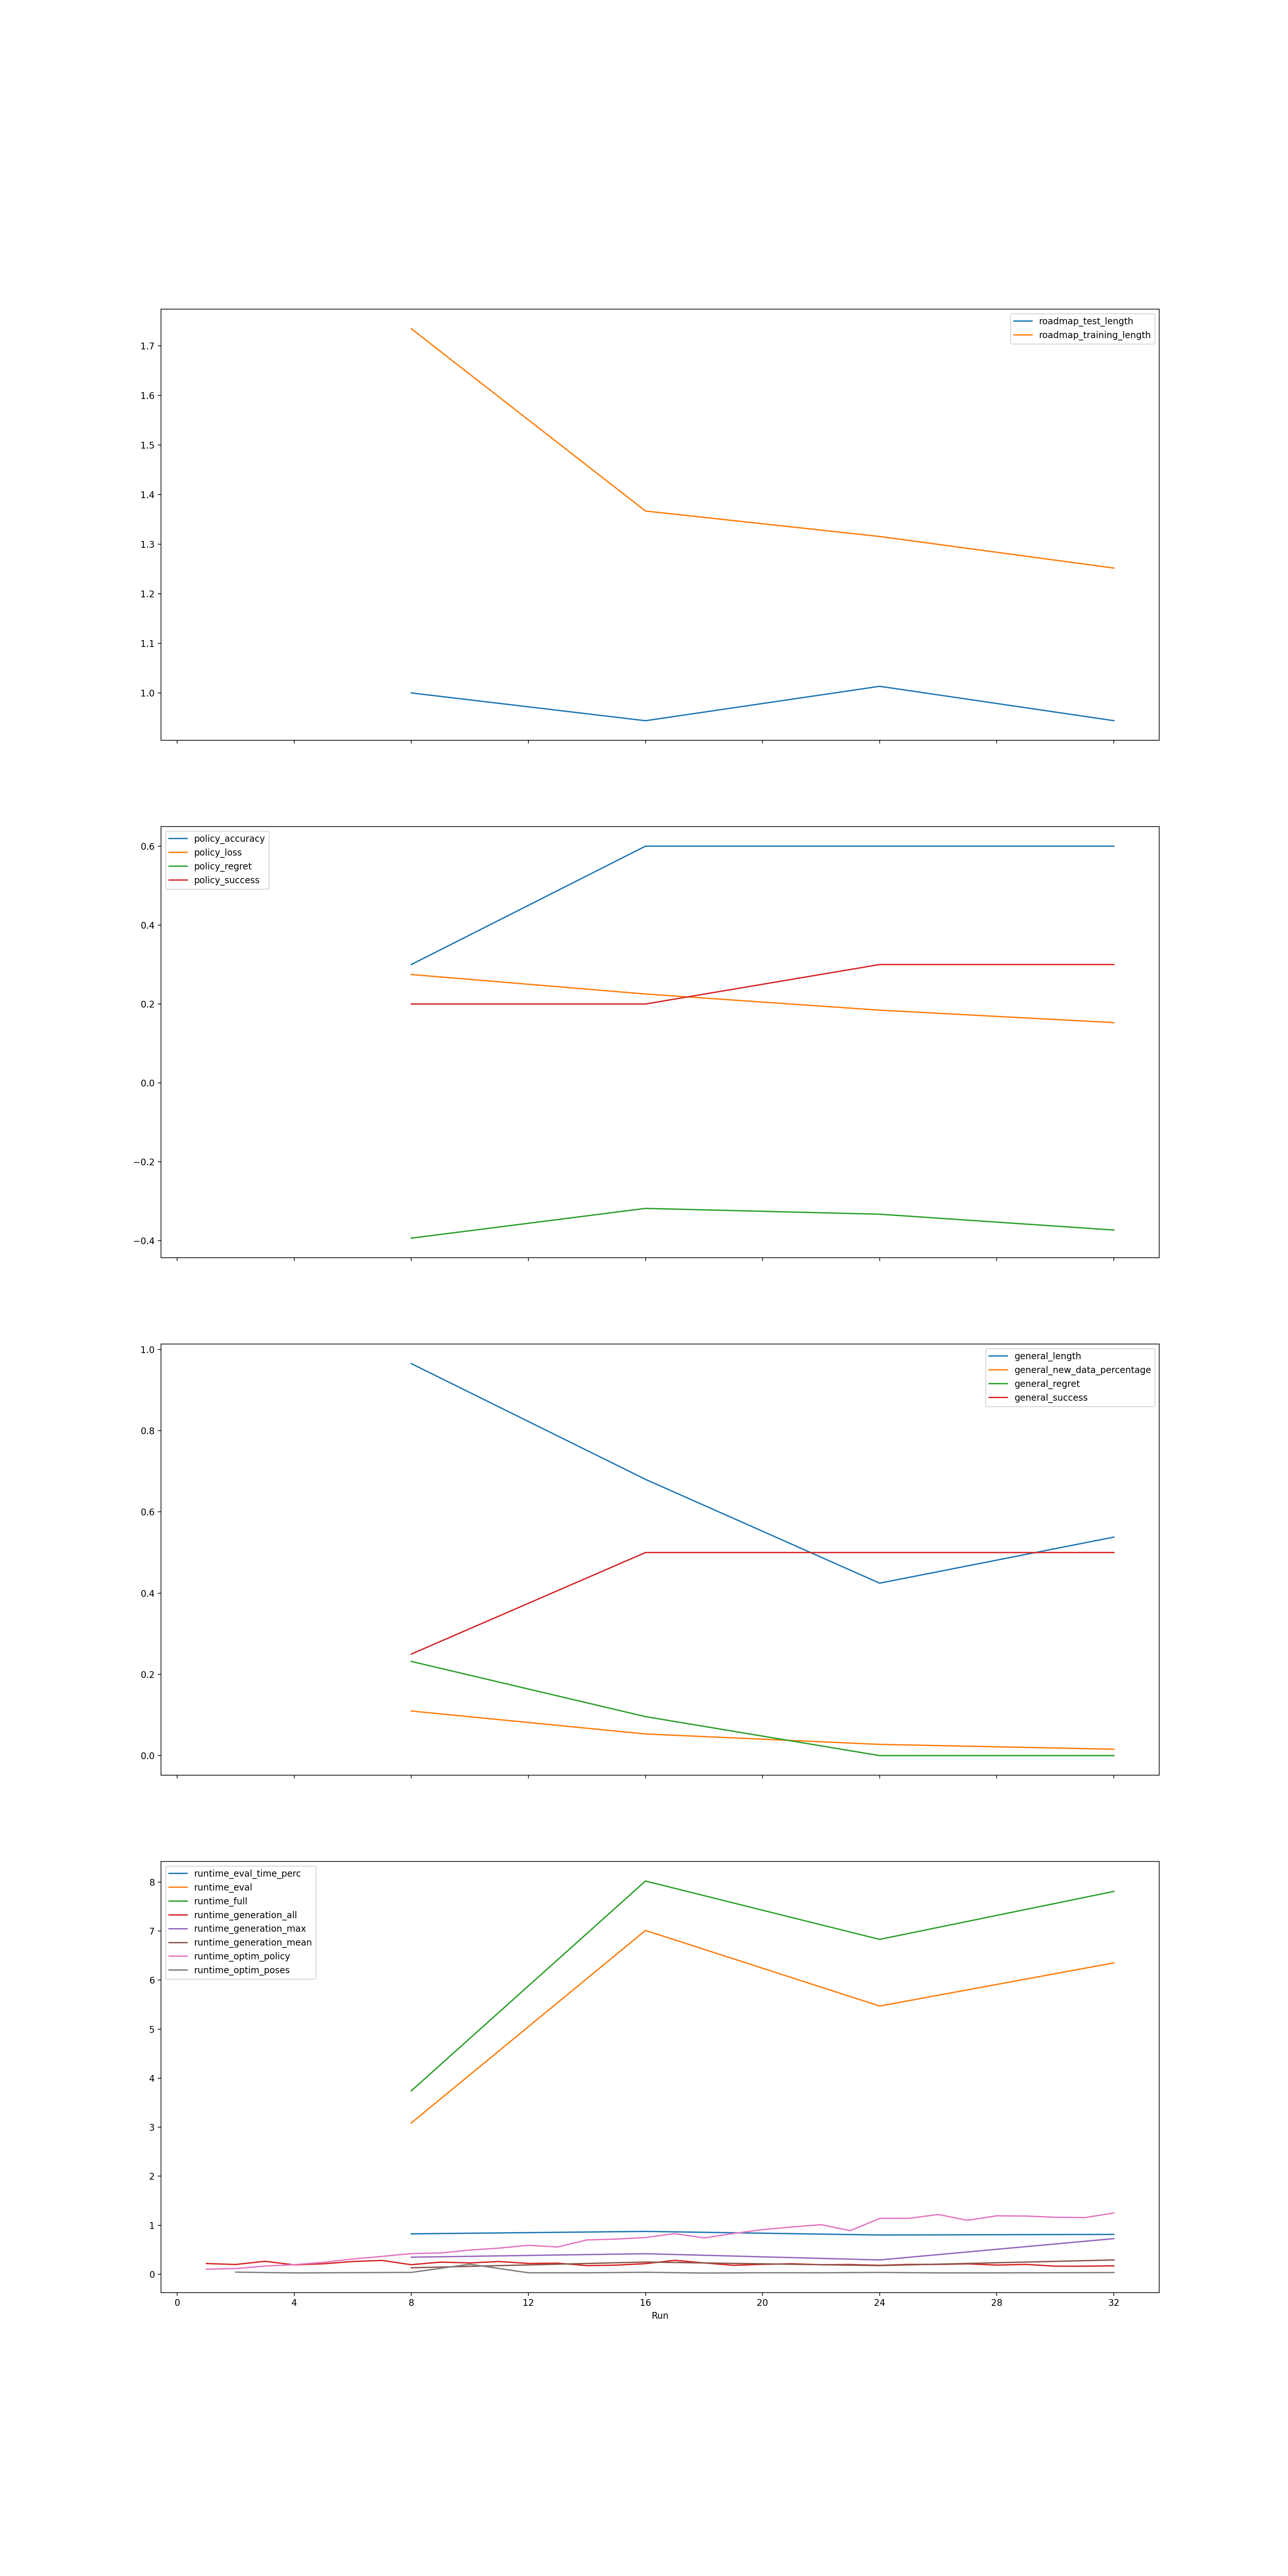 roadmap_test_length
roadmap_training_length
1.7
1.6
1.5
1.4
1.3
1.2
1.1
1.0
policy_accuracy
policy_loss
policy_regret
policy_success
0.6
0.4
0.2
0.0
−0.2
−0.4
general_length
general_new_data_percentage
general_regret
general_success
1.0
0.8
0.6
0.4
0.2
0.0
runtime_eval_time_perc
runtime_eval
runtime_full
runtime_generation_all
runtime_generation_max
runtime_generation_mean
runtime_optim_policy
runtime_optim_poses
8
7
6
5
4
3
2
1
0
0 4 8 12 16 20 24 28 32
Run